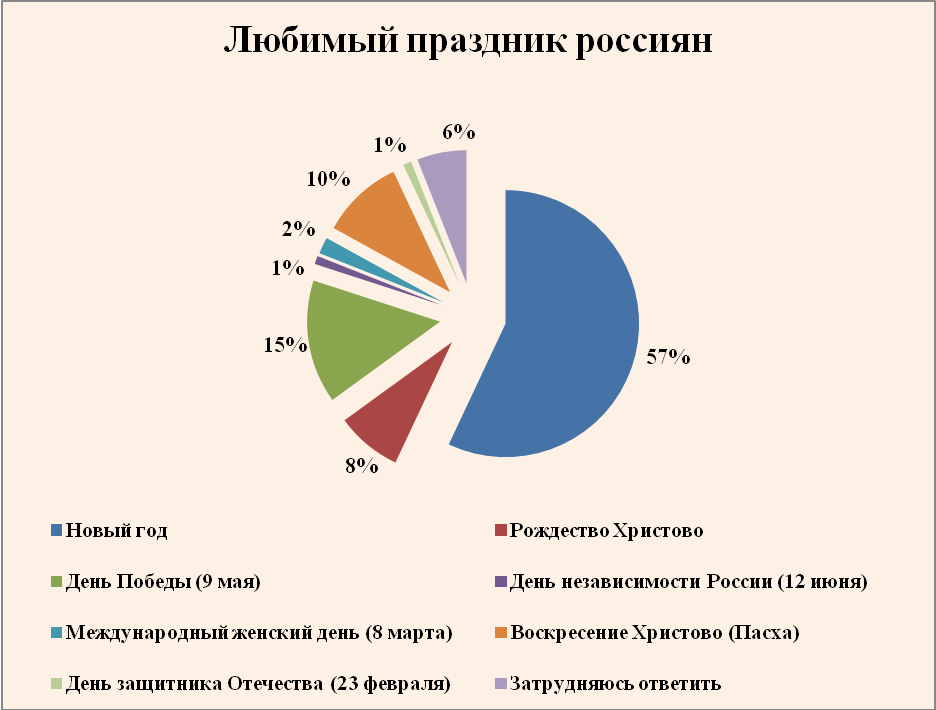 Любимый праздник россиян
6%
1%
10%
2%
1%
15%
57%
8%
Новый год
Рождество Христово
День Победы (9 мая)
День независимости России (12 июня)
Международный женский день (8 марта)
Воскресение Христово (Пасха)
День защитника Отечества (23 февраля)
Затрудняюсь ответить